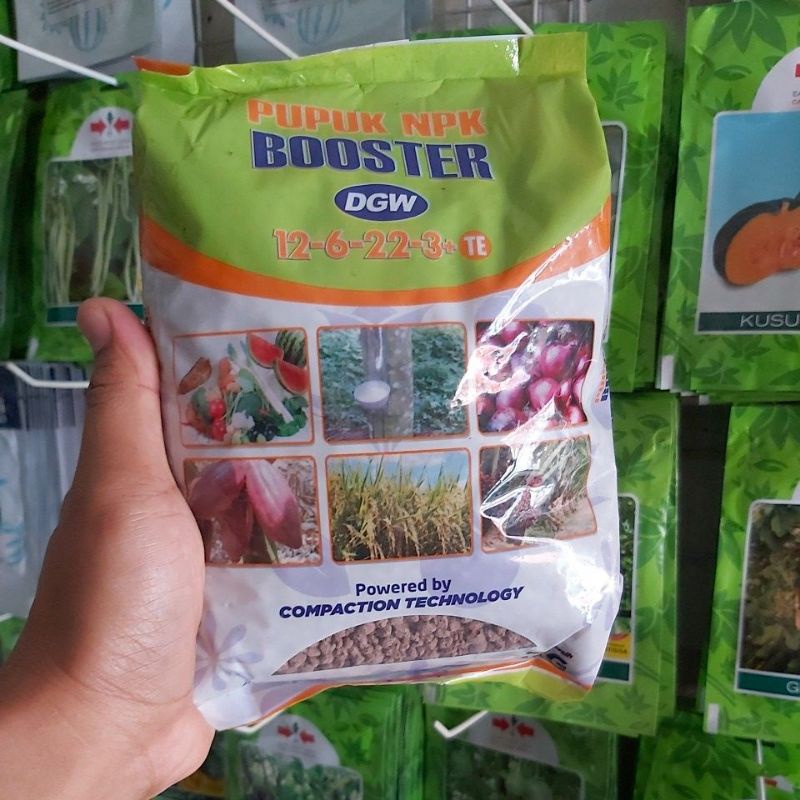 PUPUK NPK
BOOSTER
DGW
12-6-22-3+ TE
Powered by
COMPACTION TECHNOLOGY
KUSU